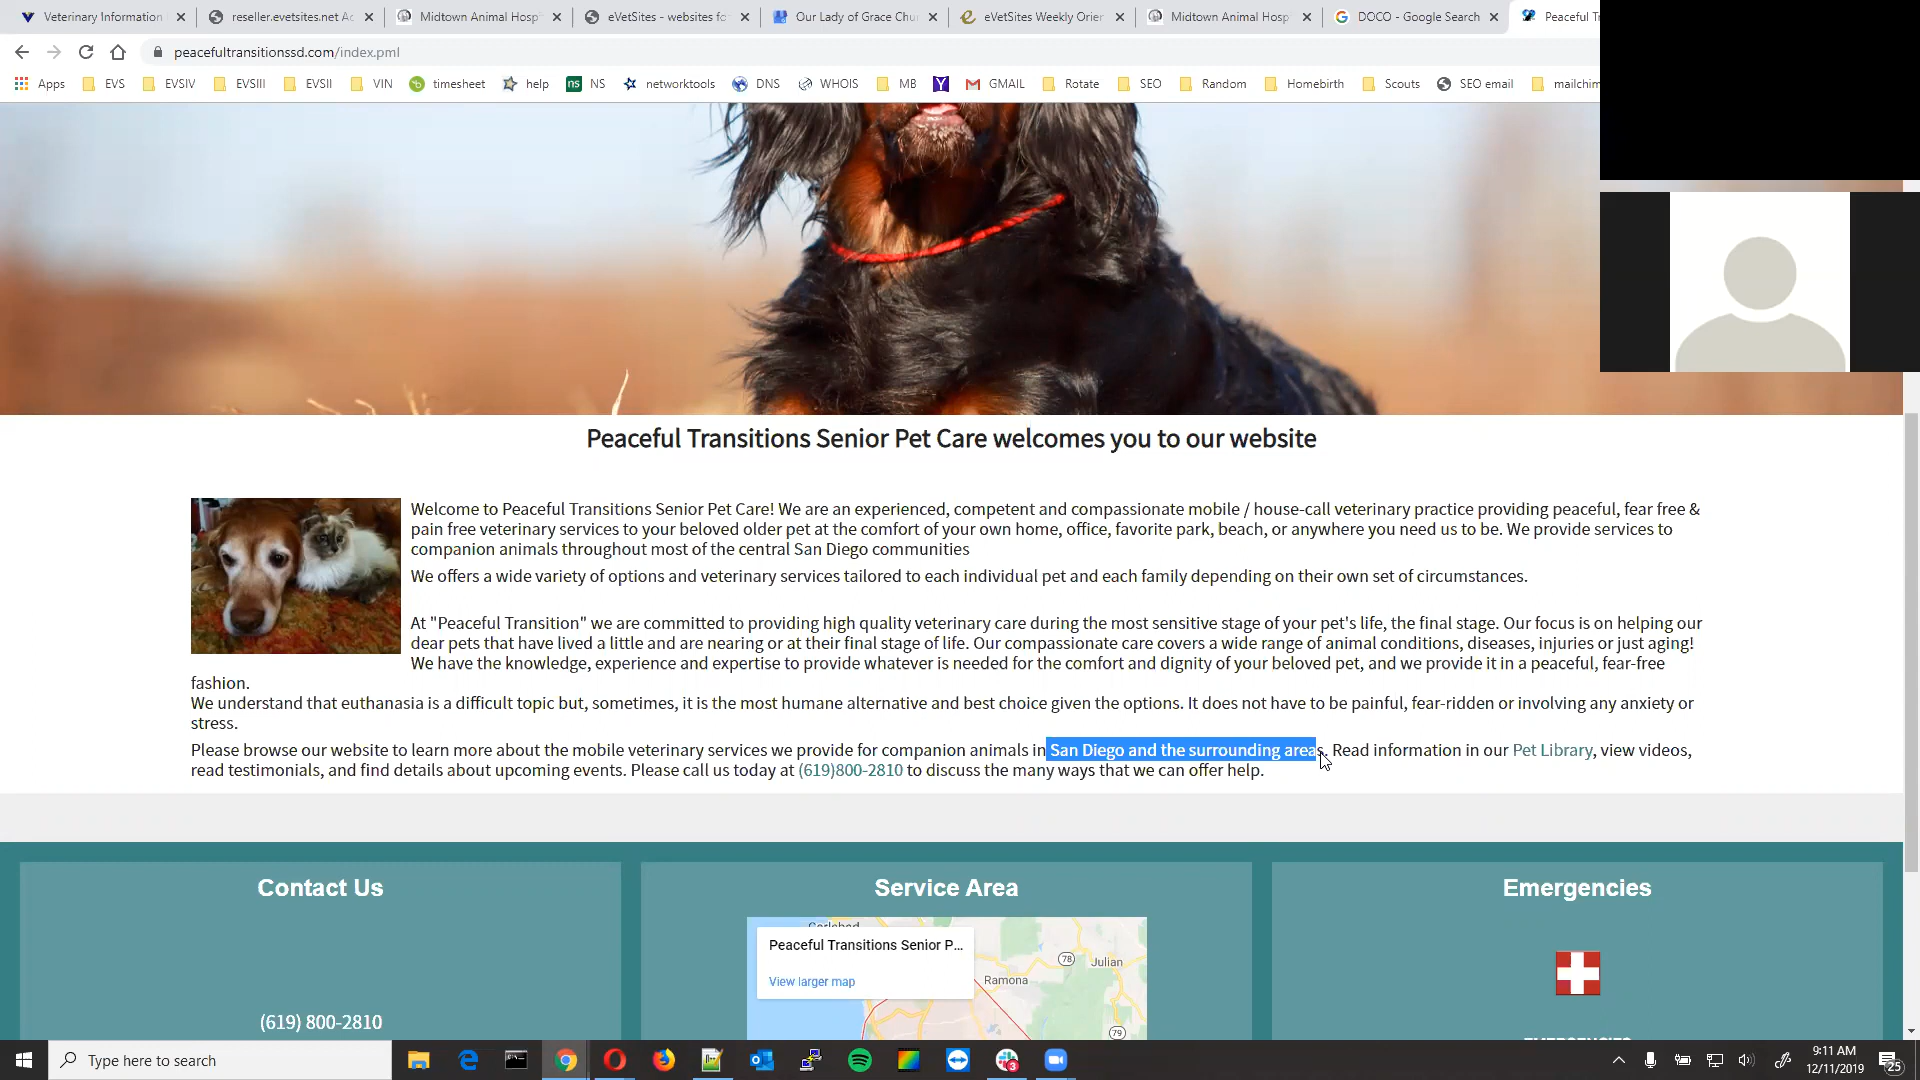 Veterinary Information
reseller.evetsites.net Ac
Midtown Animal Hosp
eVetSites - websites fo
Our Lady of Grace Chu
eVetSites Weekly Orier
Midtown Animal Hosp
DOCO - Google Search
Peaceful Tr
peacefultransitionssd.com/index.pml
Apps EVS EVSIV EVSIII EVSII VIN timesheet help NS networktools DNS WHOIS MB GMAIL Rotate SEO Random Homebirth Scouts SEO email mailchim
Peaceful Transitions Senior Pet Care welcomes you to our website
Welcome to Peaceful Transitions Senior Pet Care! We are an experienced, competent and compassionate mobile / house-call veterinary practice providing peaceful, fear free &
pain free veterinary services to your beloved older pet at the comfort of your own home, office, favorite park, beach, or anywhere you need us to be. We provide services to
companion animals throughout most of the central San Diego communities
We offers a wide variety of options and veterinary services tailored to each individual pet and each family depending on their own set of circumstances.
At "Peaceful Transition" we are committed to providing high quality veterinary care during the most sensitive stage of your pet's life, the final stage. Our focus is on helping our
dear pets that have lived a little and are nearing or at their final stage of life. Our compassionate care covers a wide range of animal conditions, diseases, injuries or just aging!
We have the knowledge, experience and expertise to provide whatever is needed for the comfort and dignity of your beloved pet, and we provide it in a peaceful, fear-free
fashion.
We understand that euthanasia is a difficult topic but, sometimes, it is the most humane alternative and best choice given the options. It does not have to be painful, fear-ridden or involving any anxiety or
stress.
Please browse our website to learn more about the mobile veterinary services we provide for companion animals in San Diego and the surrounding areas. Read information in our Pet Library, view videos,
read testimonials, and find details about upcoming events. Please call us today at (619)800-2810 to discuss the many ways that we can offer help.
Contact Us
(619) 800-2810
Service Area
Carlsbad
Peaceful Transitions Senior P...
View larger map
78
Julian
Ramona
79
Emergencies
EMERGENCIES
Type here to search
3
9:11 AM
12/11/2019
25